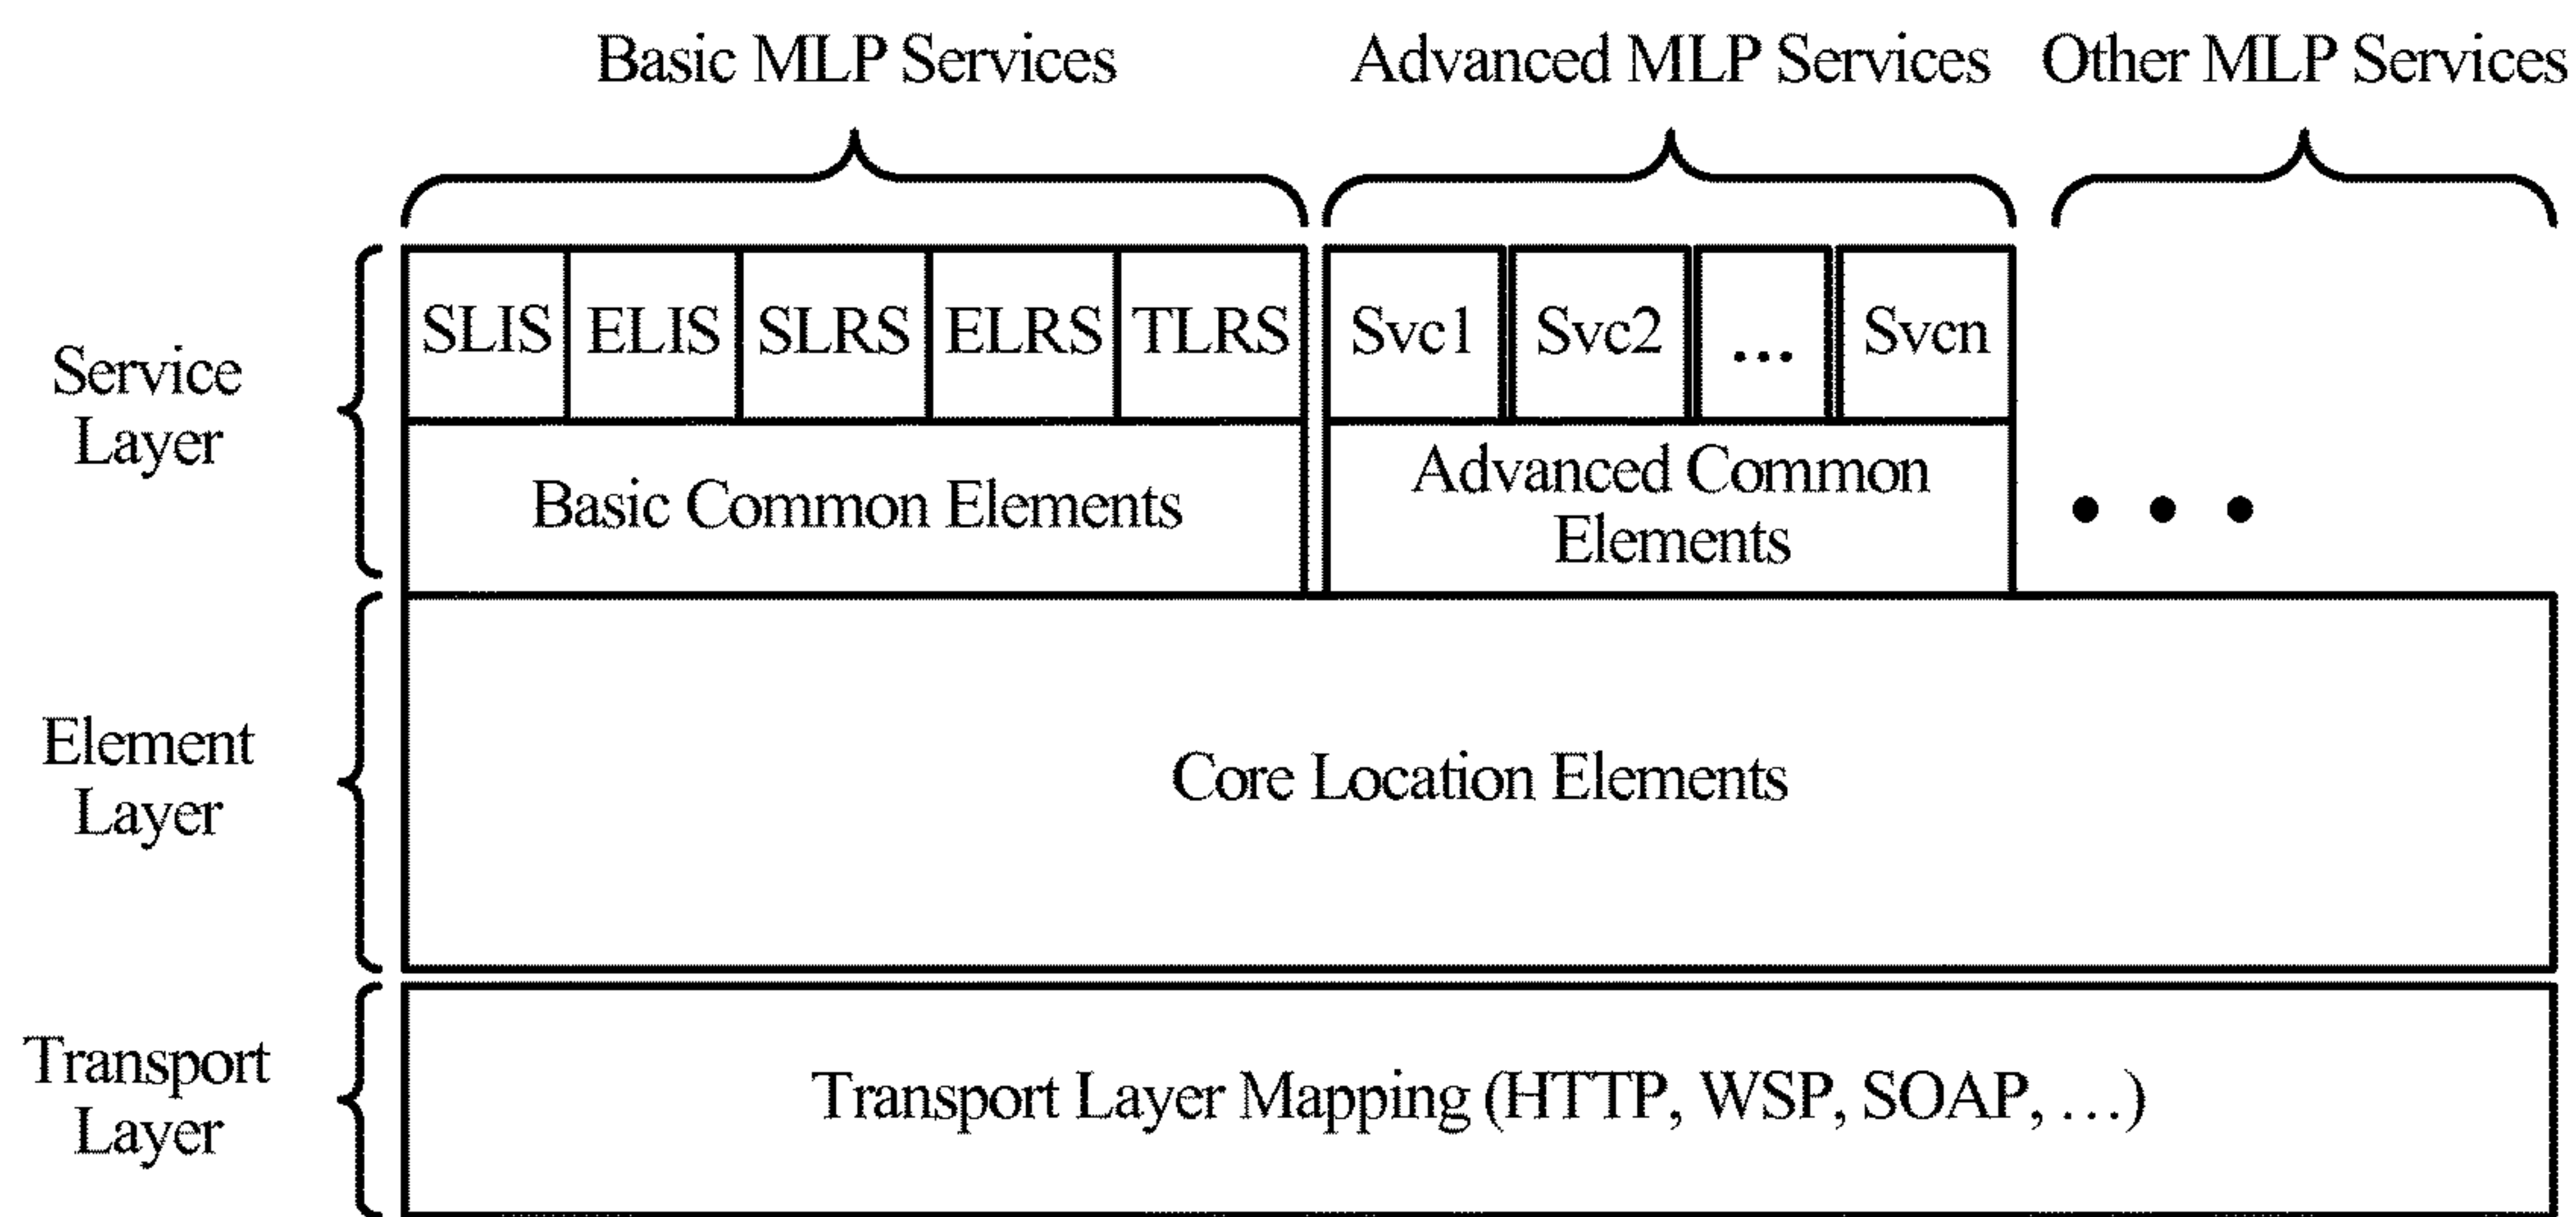 Basic MLP Services
Advanced MLP Services
Other MLP Services
Service
Layer
SLIS
ELIS
SLRS
ELRS
TLRS
Svc1
Svc2
...
Svcn
Basic Common Elements
Advanced Common
Elements
• • •
Element
Layer
Core Location Elements
Transport
Layer
Transport Layer Mapping (HTTP, WSP, SOAP, ...)